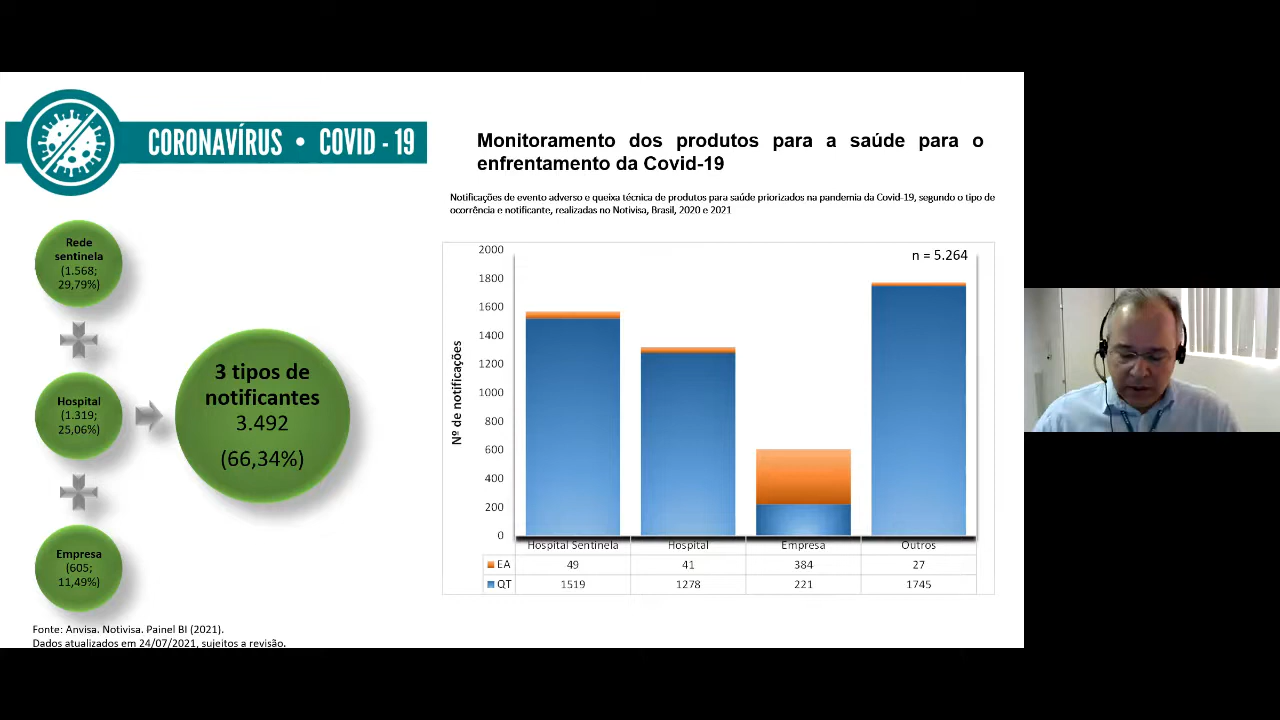 CORONAVÍRUS • COVID - 19
Monitoramento dos produtos para a saúde para o
enfrentamento da Covid-19
Notificações de evento adverso e queixa técnica de produtos para saúde priorizados na pandemia da Covid-19, segundo o tipo de
ocorrência e notificante, realizadas no Notivisa, Brasil, 2020 e 2021
Rede
sentinela
(1.568;
29,79%)
Hospital
(1.319;
25,06%)
Empresa
(605;
11,49%)
3 tipos de
notificantes
3.492
(66,34%)
n = 5.264
Nº de notificações
2000
1800
1600
1400
1200
1000
800
600
400
200
0
Hospital Sentinela Hospital Empresa Outros
EA 49 41 384 27
QT 1519 1278 221 1745
Fonte: Anvisa. Notivisa. Painel BI (2021).
Dados atualizados em 24/07/2021, sujeitos a revisão.